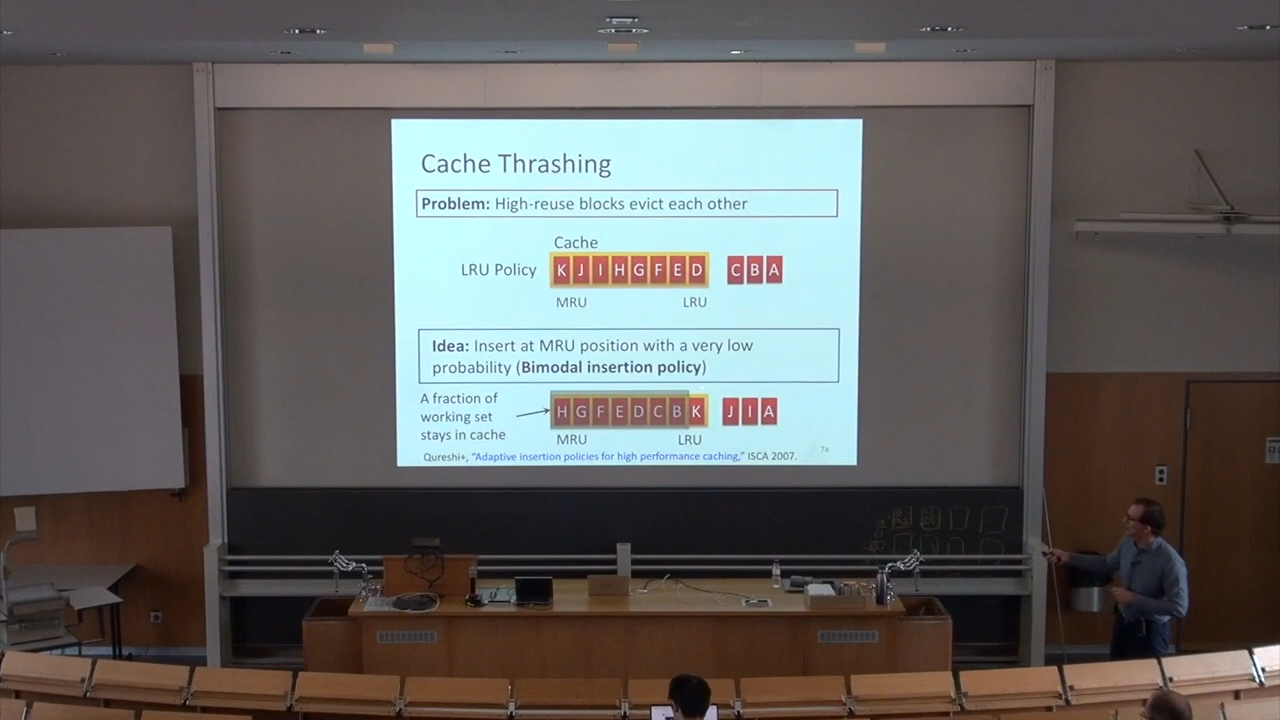 Cache Thrashing
Problem: High-reuse blocks evict each other
Cache
LRU Policy K J I H G F E D C B A
MRU LRU
Idea: Insert at MRU position with a very low
probability (Bimodal insertion policy)
A fraction of
working set
stays in cache
H G F E D C B K J I A
MRU LRU
Qureshi+, "Adaptive insertion policies for high performance caching," ISCA 2007.
74